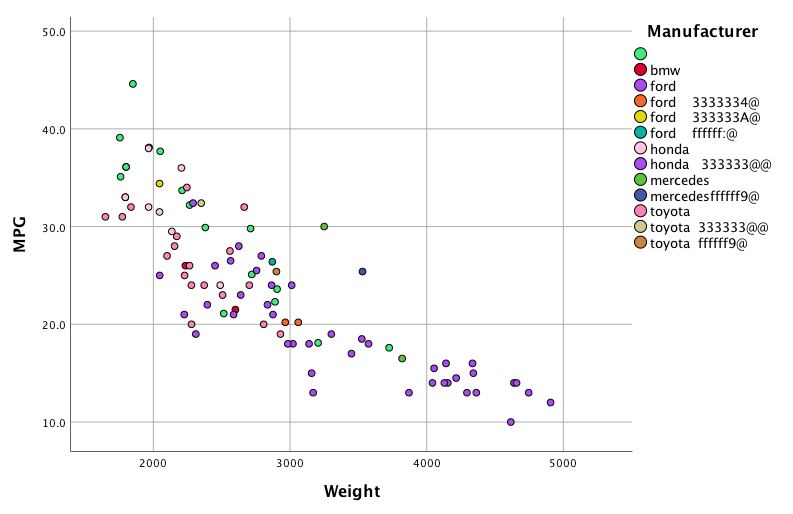 Manufacturer
bmw
ford
ford 3333334@
ford 333333A@
ford ffffff:@
honda
honda 333333@@
mercedes
mercedesffffff9@
toyota
toyota 333333@@
toyota ffffff9@
50.0
40.0
30.0
20.0
10.0
MPG
2000 3000 4000 5000
Weight